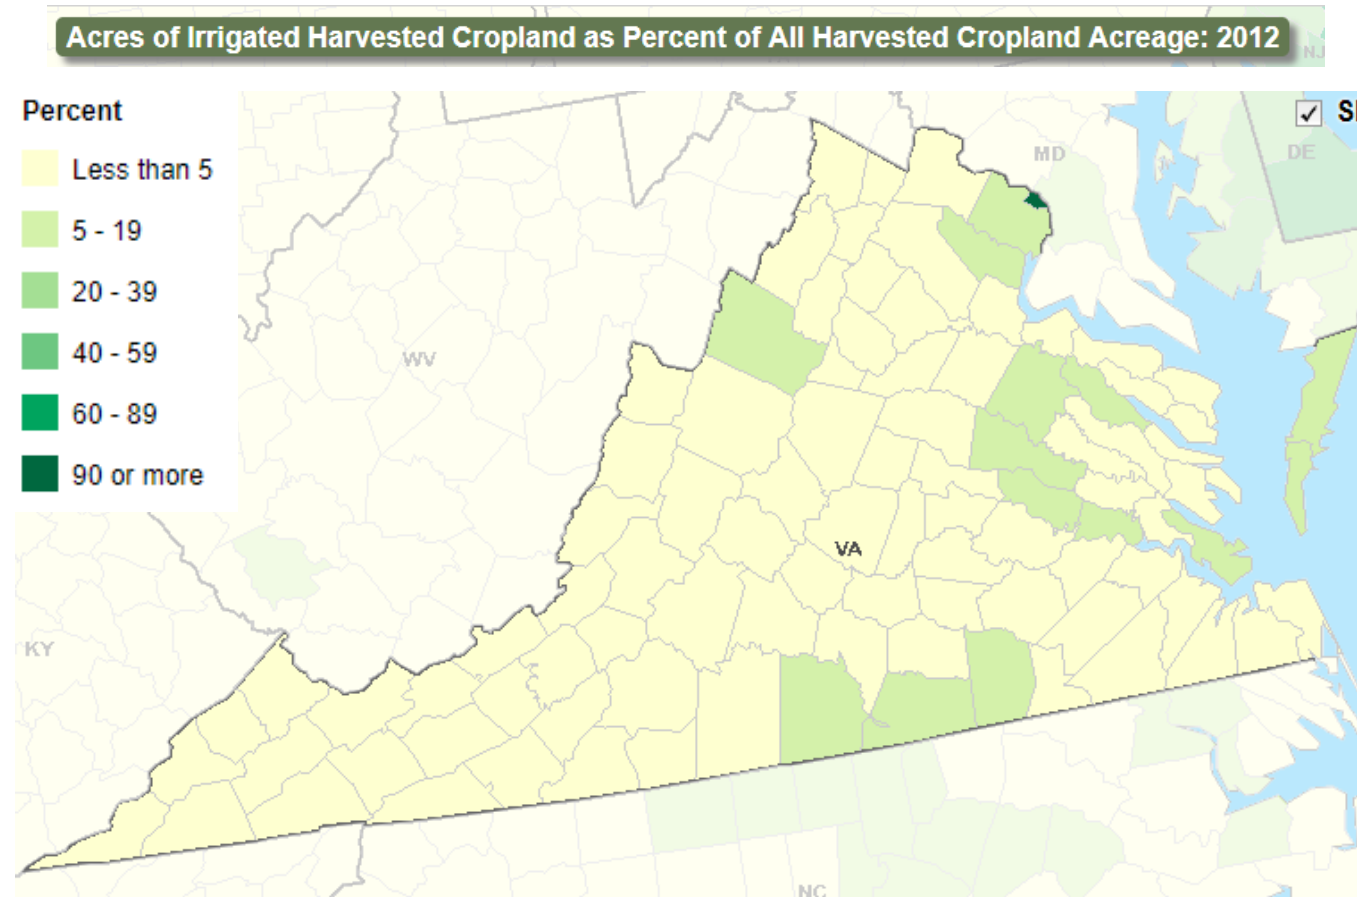 Acres of Irrigated Harvested Cropland as Percent of All Harvested Cropland Acreage: 2012
NJ
Percent
Less than 5
5 - 19
20 - 39
40 - 59
60 - 89
90 or more
MD
DE
WV
VA
KY
NC